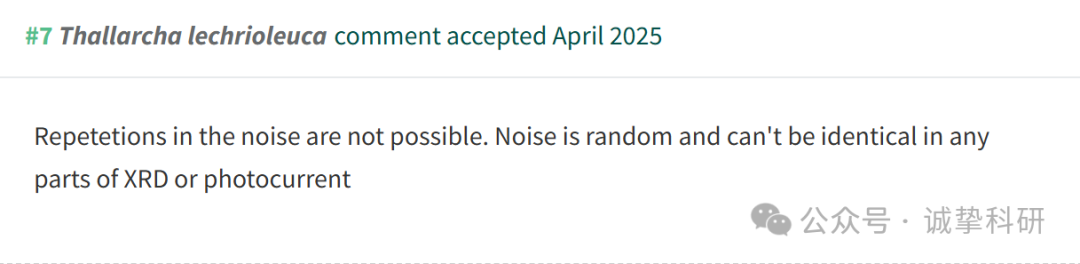 #7 Thallarcha lechrioleuca comment accepted April 2025
Repetetions in the noise are not possible. Noise is random and can't be identical in any
parts of XRD or photocurrent
公众号 · 诚挚科研